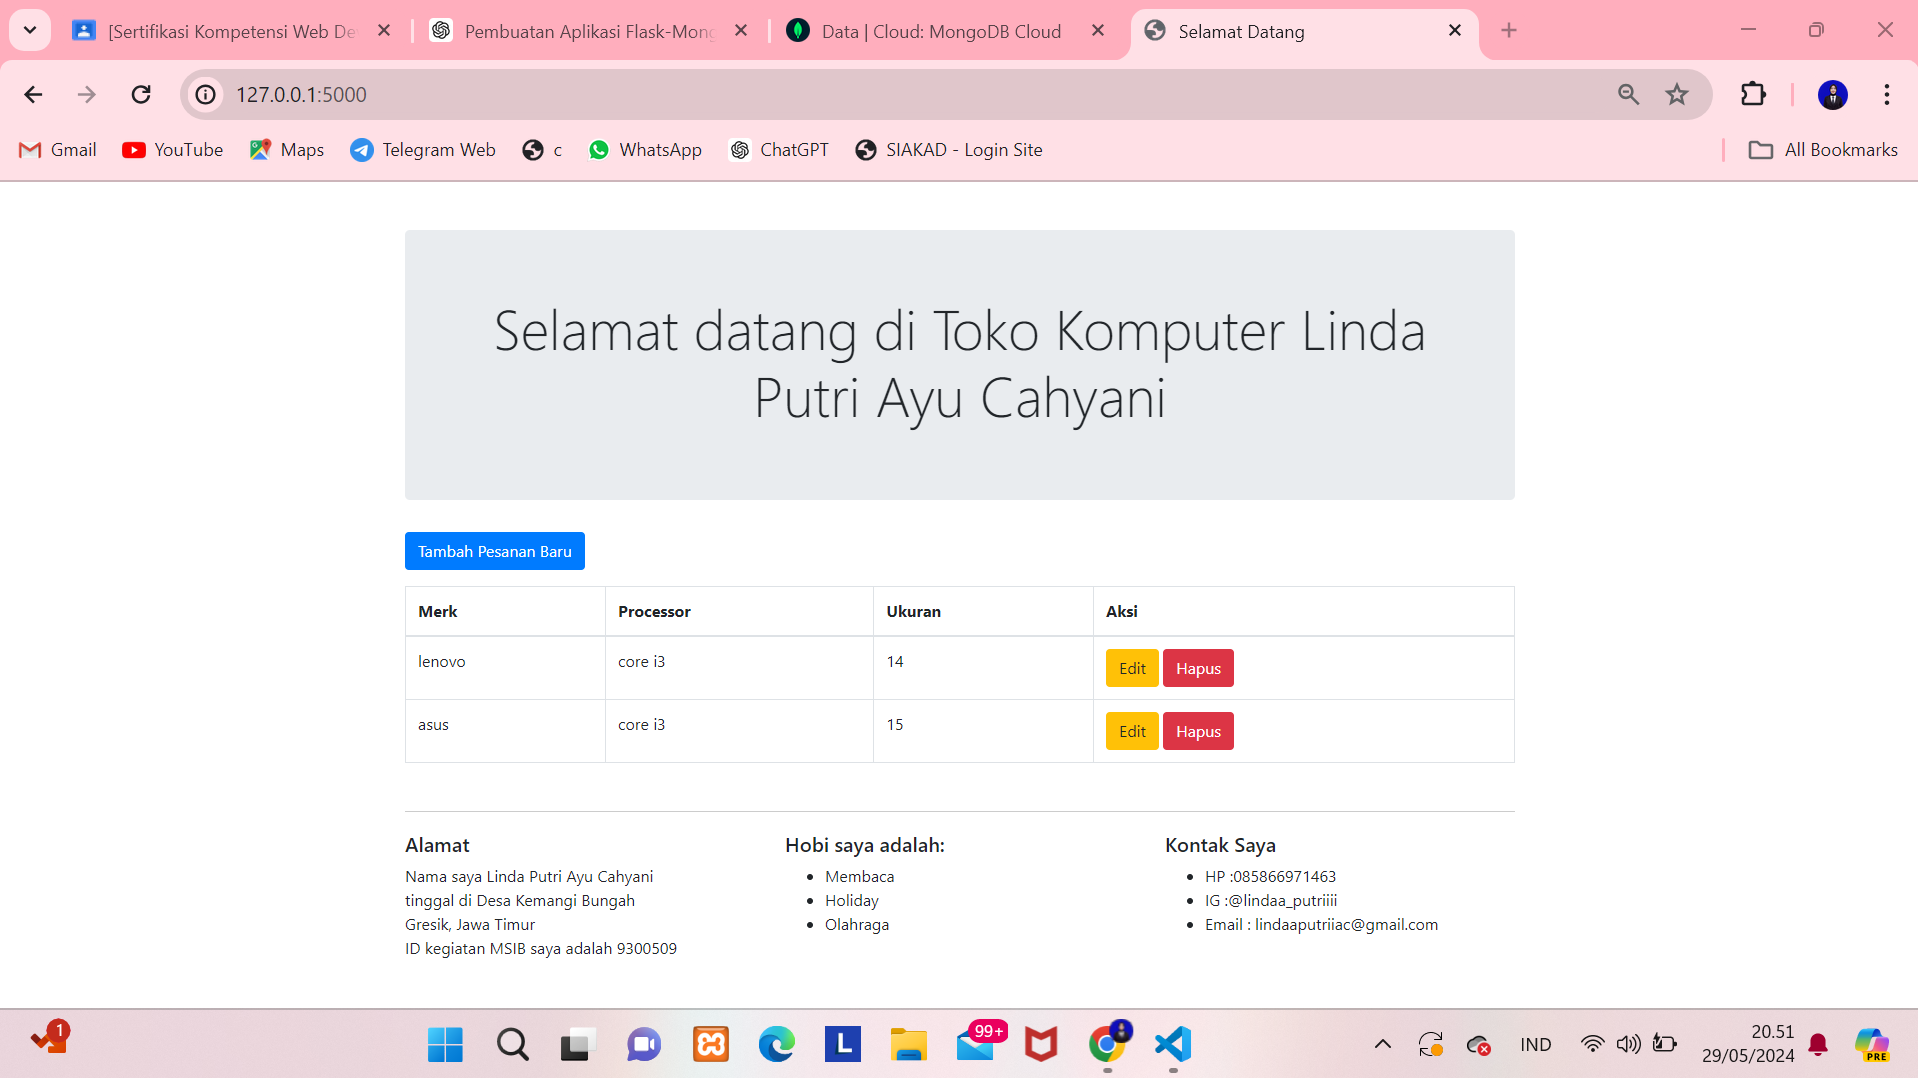 [Sertifikasi Kompetensi Web De
Pembuatan Aplikasi Flask-Mong
Data | Cloud: MongoDB Cloud
Selamat Datang
127.0.0.1:5000
Gmail
YouTube
Maps
Telegram Web
c
WhatsApp
ChatGPT
SIAKAD - Login Site
All Bookmarks
Selamat datang di Toko Komputer Linda
Putri Ayu Cahyani
Tambah Pesanan Baru
Merk Processor Ukuran Aksi
lenovo core i3 14 Edit Hapus
asus core i3 15 Edit Hapus
Alamat
Nama saya Linda Putri Ayu Cahyani
tinggal di Desa Kemangi Bungah
Gresik, Jawa Timur
ID kegiatan MSIB saya adalah 9300509
Hobi saya adalah:
Membaca
Holiday
Olahraga
Kontak Saya
HP :085866971463
IG :@lindaa_putriiii
Email : lindaaputriiac@gmail.com
1
L
99+
IND
20.51
29/05/2024
PRE